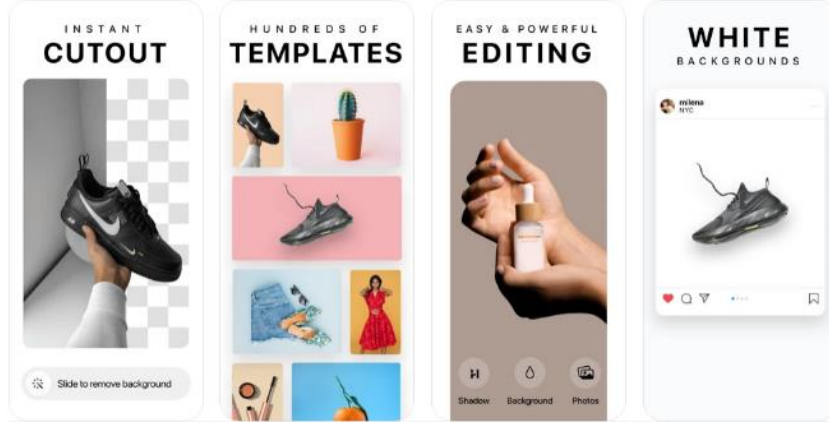 INSTANT
CUTOUT
Slide to remove background
HUNDREDS OF
TEMPLATES
EASY & POWERFUL
EDITING
Shadow
Background
Photos
WHITE
BACKGROUNDS
milena
NYC